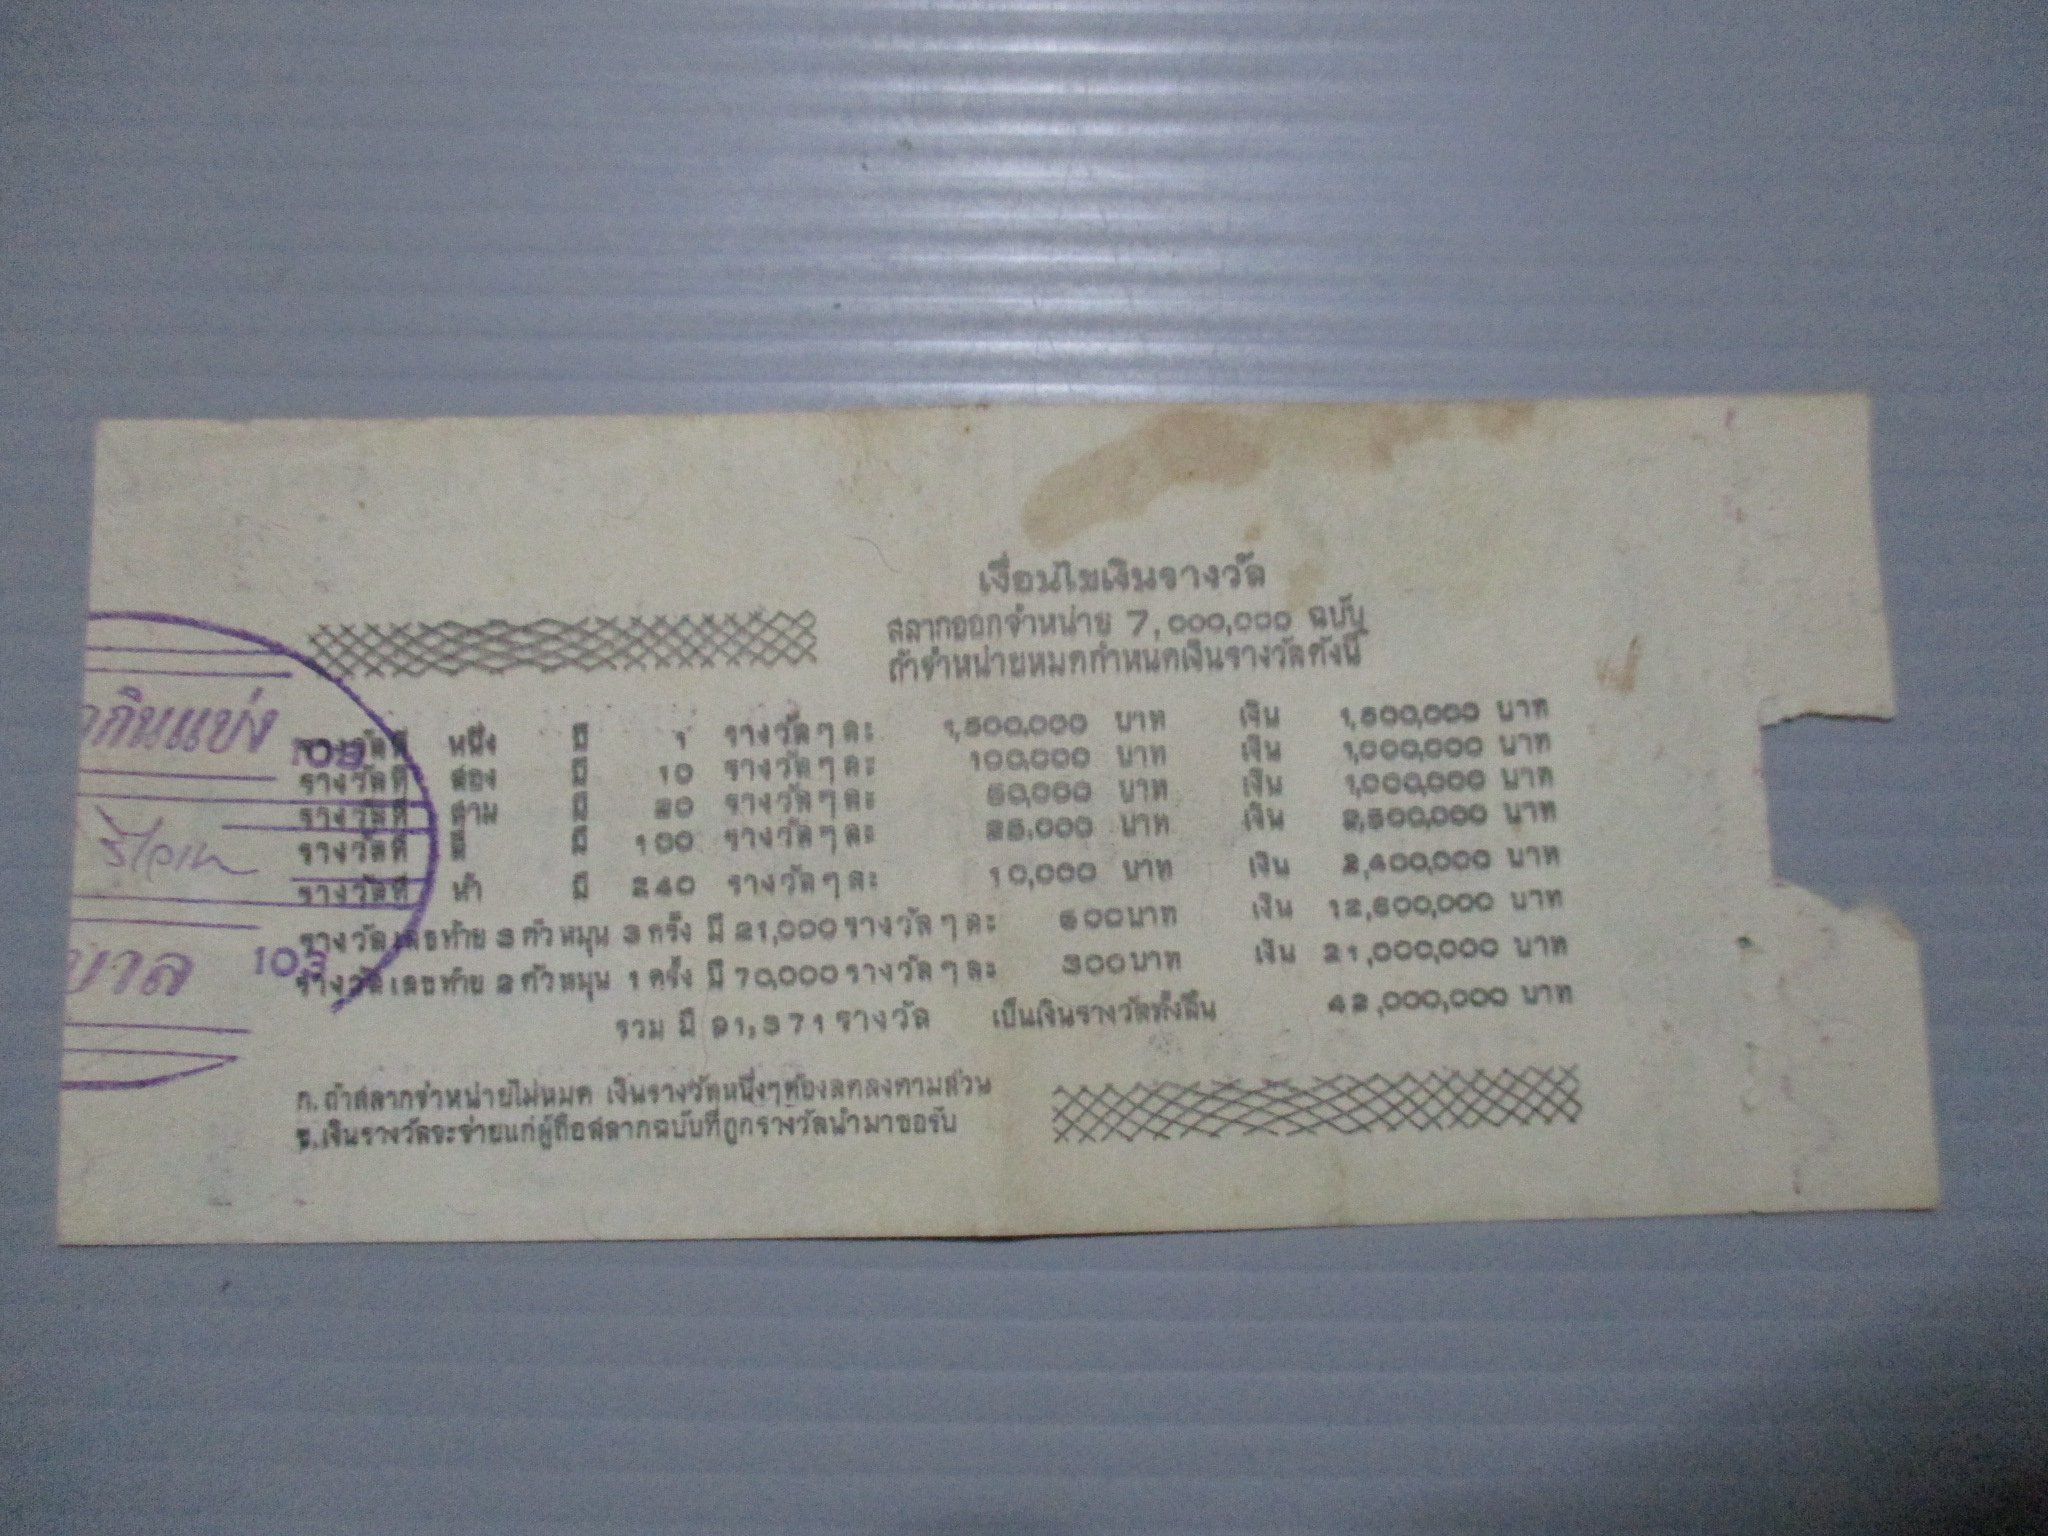 เงื่อนไขเงินรางวัล
สลากออกจำหน่าย 7,000,000 ฉบับ
ถ้าจำหน่ายหมดกำหนดเงินรางวัลดังนี้
รางวัลที่ หนึ่ง มี 1 รางวัลๆละ 1,500,000 บาท เงิน 1,500,000 บาท
รางวัลที่ สอง มี 10 รางวัลๆละ 100,000 บาท เงิน 1,000,000 บาท
รางวัลที่ สาม มี 20 รางวัลๆละ 50,000 บาท เงิน 1,000,000 บาท
รางวัลที่ สี่ มี 100 รางวัลๆละ 25,000 บาท เงิน 2,500,000 บาท
รางวัลที่ ห้า มี 240 รางวัลๆละ 10,000 บาท เงิน 2,400,000 บาท
รางวัลเลขท้าย 3 ตัวหมุน 3 ครั้ง มี 21,000 รางวัลๆละ 600 บาท เงิน 12,600,000 บาท
รางวัลเลขท้าย 2 ตัวหมุน 1 ครั้ง มี 70,000 รางวัลๆละ 300 บาท เงิน 21,000,000 บาท
รวม มี 91,371 รางวัล เป็นเงินรางวัลทั้งสิ้น 42,000,000 บาท
ก. ถ้าสลากจำหน่ายไม่หมด เงินรางวัลหนึ่งๆต้องลดลงตามส่วน
ข. เงินรางวัลจะจ่ายแก่ผู้ถือสลากฉบับที่ถูกรางวัลนำมาขอรับ
กินแบ่ง
103
บาล 103